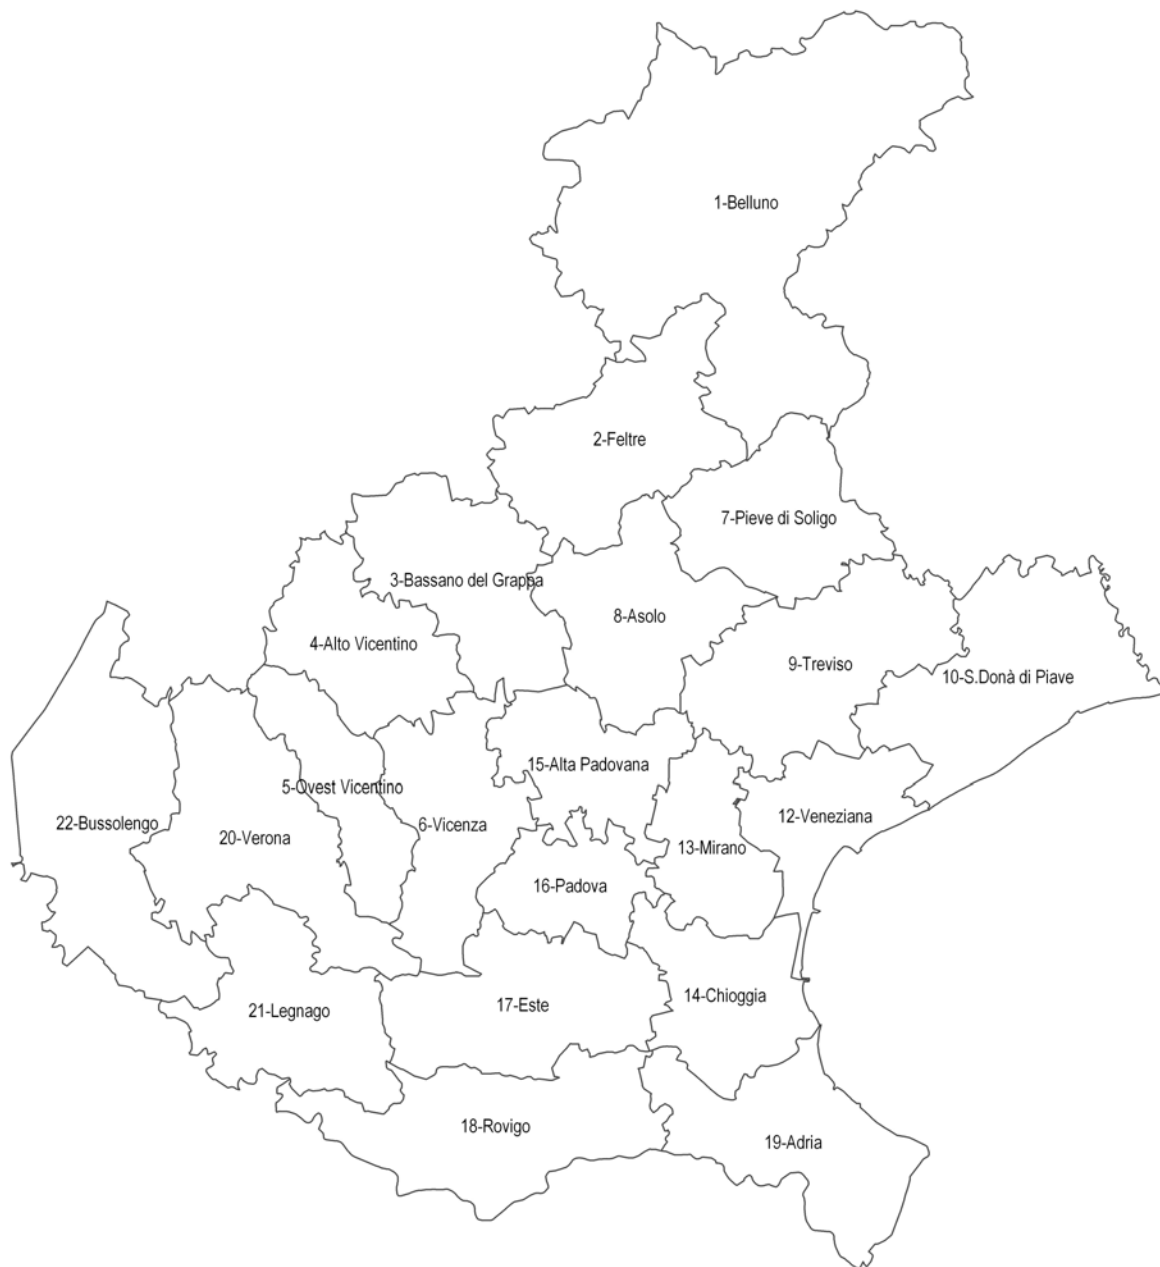 1-Belluno
2-Feltre
7-Pieve di Soligo
3-Bassano del Grappa
8-Asolo
4-Alto Vicentino
9-Treviso
10-S.Donà di Piave
15-Alta Padovana
5-Ovest Vicentino
12-Veneziana
22-Bussolengo
6-Vicenza
20-Verona
13-Mirano
16-Padova
14-Chioggia
17-Este
21-Legnago
18-Rovigo
19-Adria